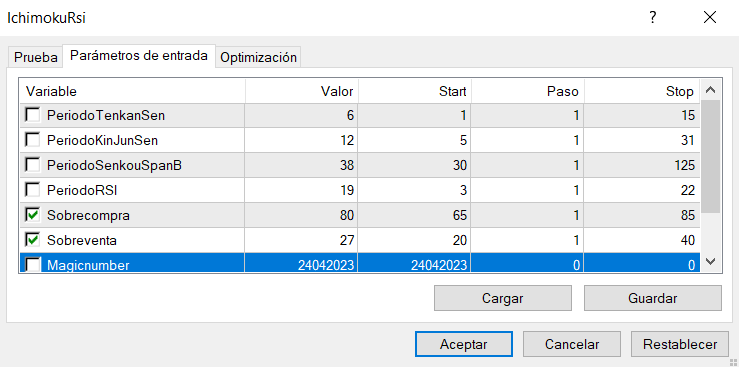 IchimokuRsi ?
Prueba Parámetros de entrada Optimización
Variable Valor Start Paso Stop
PeriodoTenkanSen 6 1 1 15
PeriodoKinJunSen 12 5 1 31
PeriodoSenkouSpanB 38 30 1 125
PeriodoRSI 19 3 1 22
Sobrecompra 80 65 1 85
Sobreventa 27 20 1 40
Magicnumber 24042023 24042023 0 0
Cargar Guardar
Aceptar Cancelar Restablecer